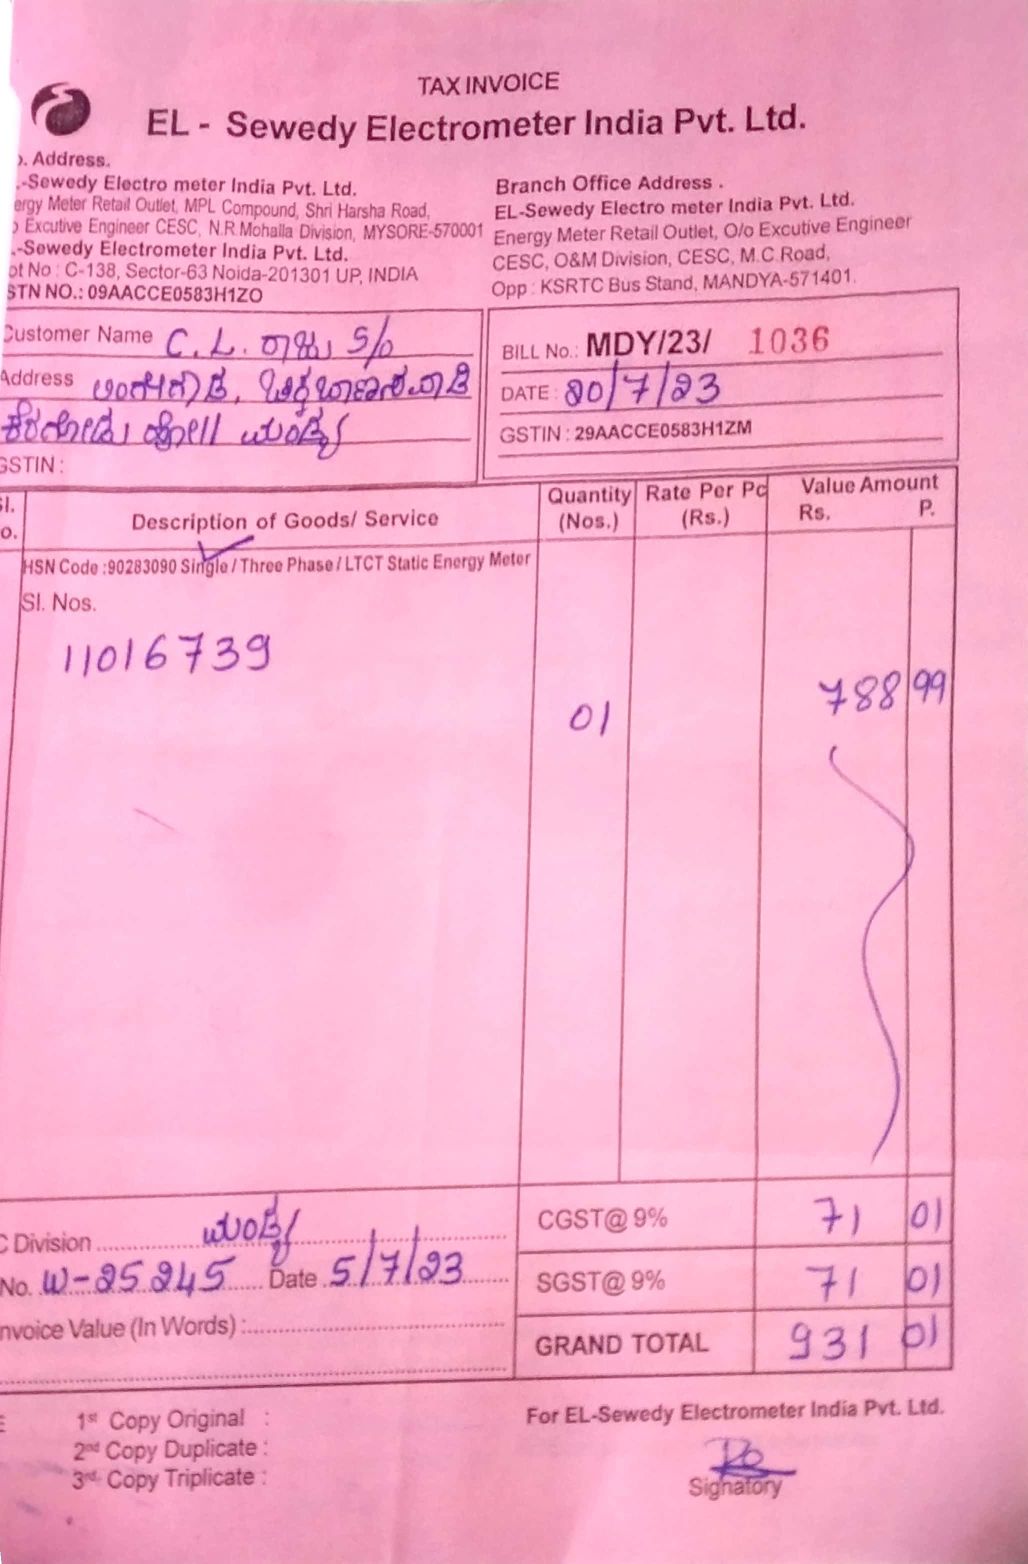 TAX INVOICE
EL - Sewedy Electrometer India Pvt. Ltd.
. Address.
.-Sewedy Electro meter India Pvt. Ltd.
ergy Meter Retail Outlet, MPL Compound, Shri Harsha Road,
Excutive Engineer CESC, N.R.Mohalla Division, MYSORE-570001
.-Sewedy Electrometer India Pvt. Ltd.
ot No : C-138, Sector-63 Noida-201301 UP, INDIA
STN NO.: 09AACCE0583H1ZO
Branch Office Address .
EL-Sewedy Electro meter India Pvt. Ltd.
Energy Meter Retail Outlet, O/o Excutive Engineer
CESC, O&M Division, CESC, M.C.Road,
Opp : KSRTC Bus Stand, MANDYA-571401.
Customer Name C. L. ರಾಜು S/o
Address
ಮಂಡ್ಯ
GSTIN :
BILL No.: MDY/23/ 1036
DATE : 20/7/23
GSTIN : 29AACCE0583H1ZM
Sl. No. Description of Goods/ Service Quantity (Nos.) Rate Per Pc (Rs.) Value Amount Rs. P.
HSN Code :90283090 Single / Three Phase / LTCT Static Energy Meter
Sl. Nos.
11016739
01 788 99
CGST@ 9% 71 01
C Division ಮಂಡ್ಯ
No. W-25245 Date 5/7/23
SGST@ 9% 71 01
nvoice Value (In Words) :
GRAND TOTAL 931 01
1st Copy Original :
2nd Copy Duplicate :
3rd Copy Triplicate :
For EL-Sewedy Electrometer India Pvt. Ltd.
Signatory